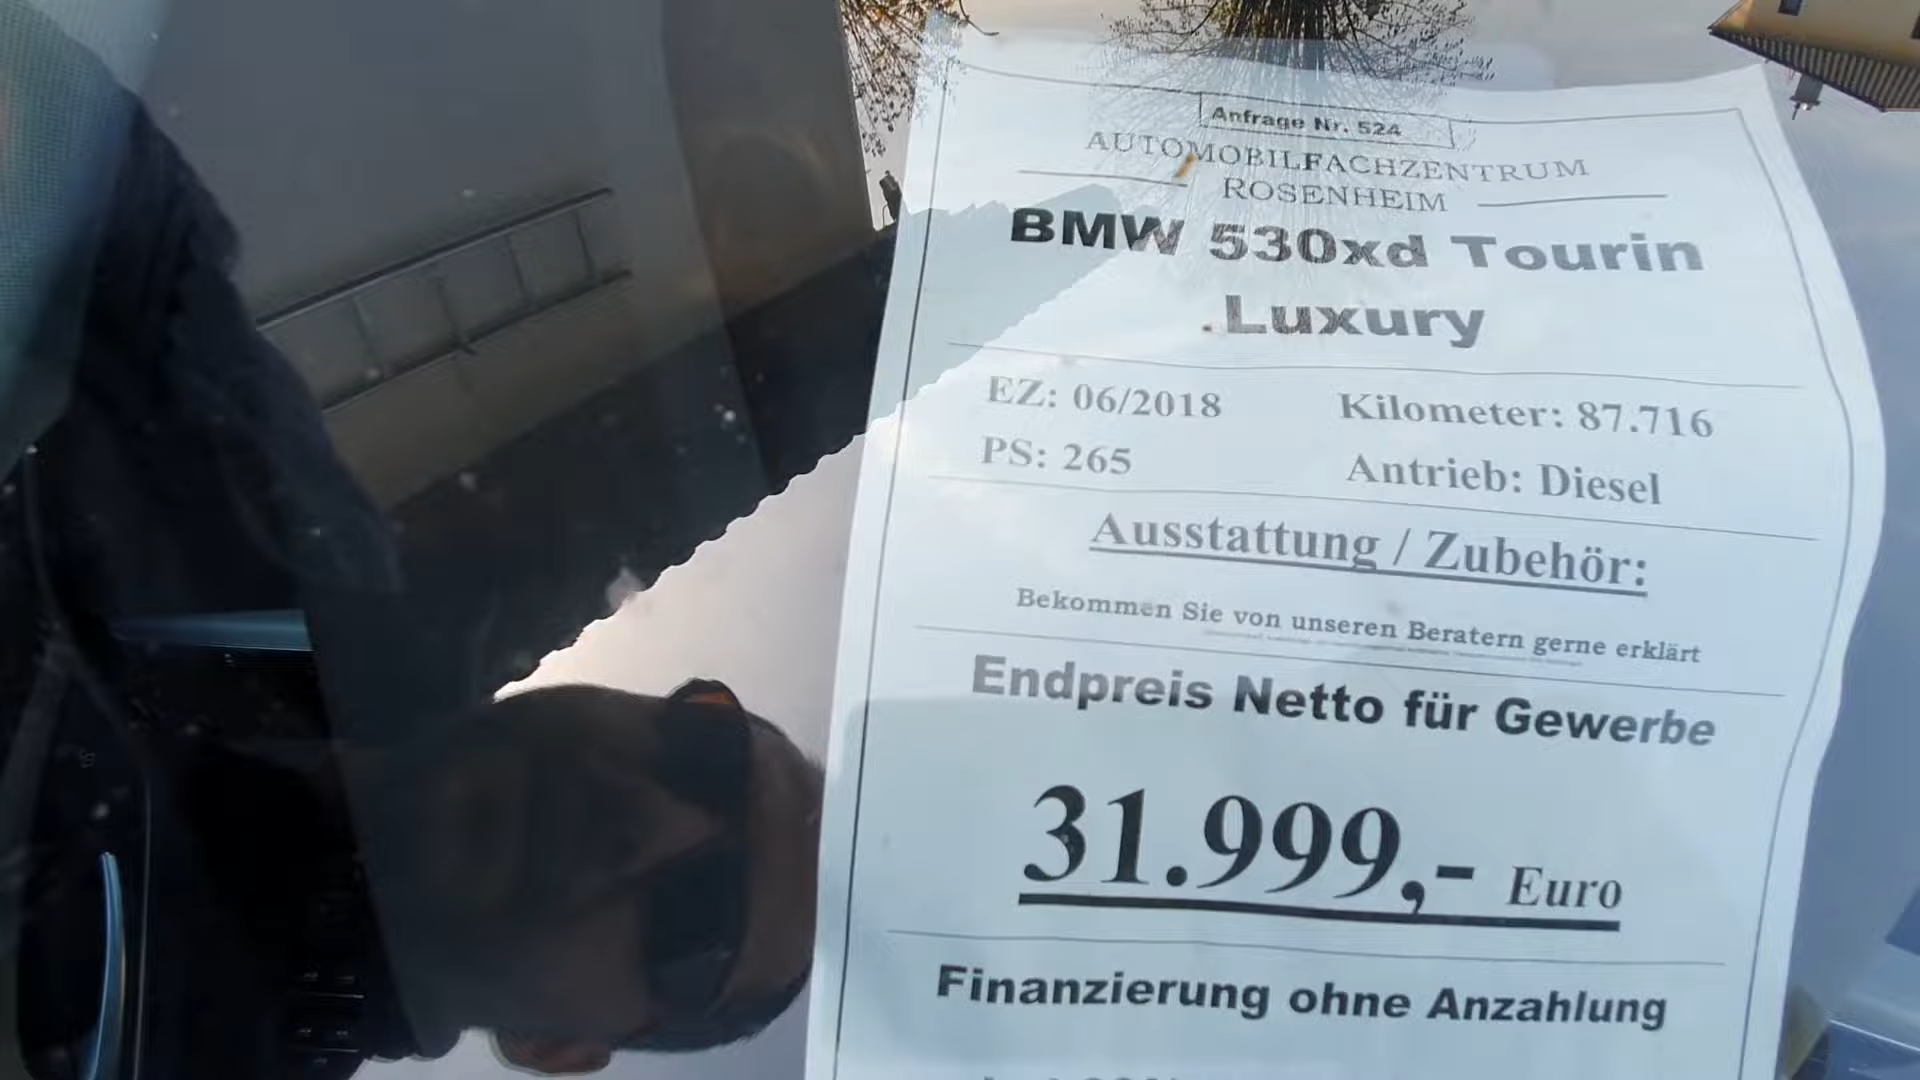 Anfrage Nr. 524
AUTOMOBILFACHZENTRUM
ROSENHEIM
BMW 530xd Tourin
Luxury
EZ: 06/2018 Kilometer: 87.716
PS: 265 Antrieb: Diesel
Ausstattung / Zubehör:
Bekommen Sie von unseren Beratern gerne erklärt
Endpreis Netto für Gewerbe
31.999,- Euro
Finanzierung ohne Anzahlung